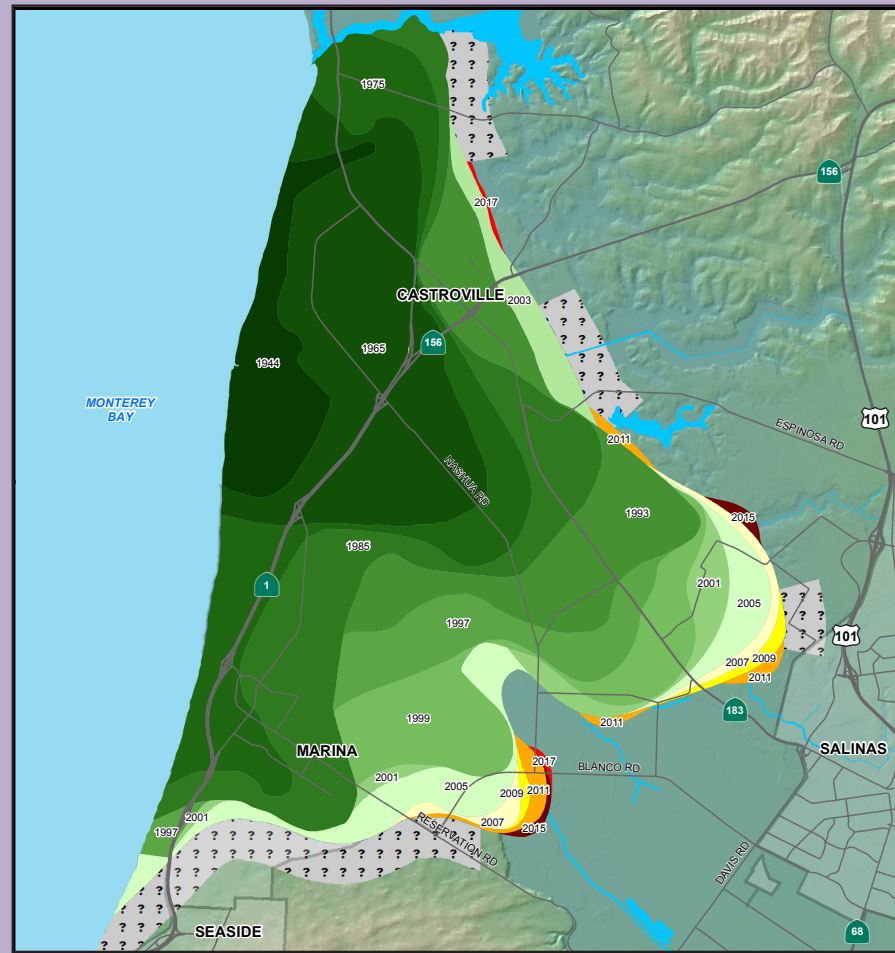 1975
156
2017
CASTROVILLE
2003
156
1965
1944
MONTEREY
BAY
101
2011
ESPINOSA RD
NASHUA RD
1993
2015
1985
1
2001
2005
1997
101
2007
2009
2011
183
1999
2011
MARINA
SALINAS
2017
BLANCO RD
2001
2005
2009
2011
2007
2015
RESERVATION RD
2001
1997
DAVIS RD
SEASIDE
68
? ? ? ? ? ? ? ? ? ? ? ? ? ?